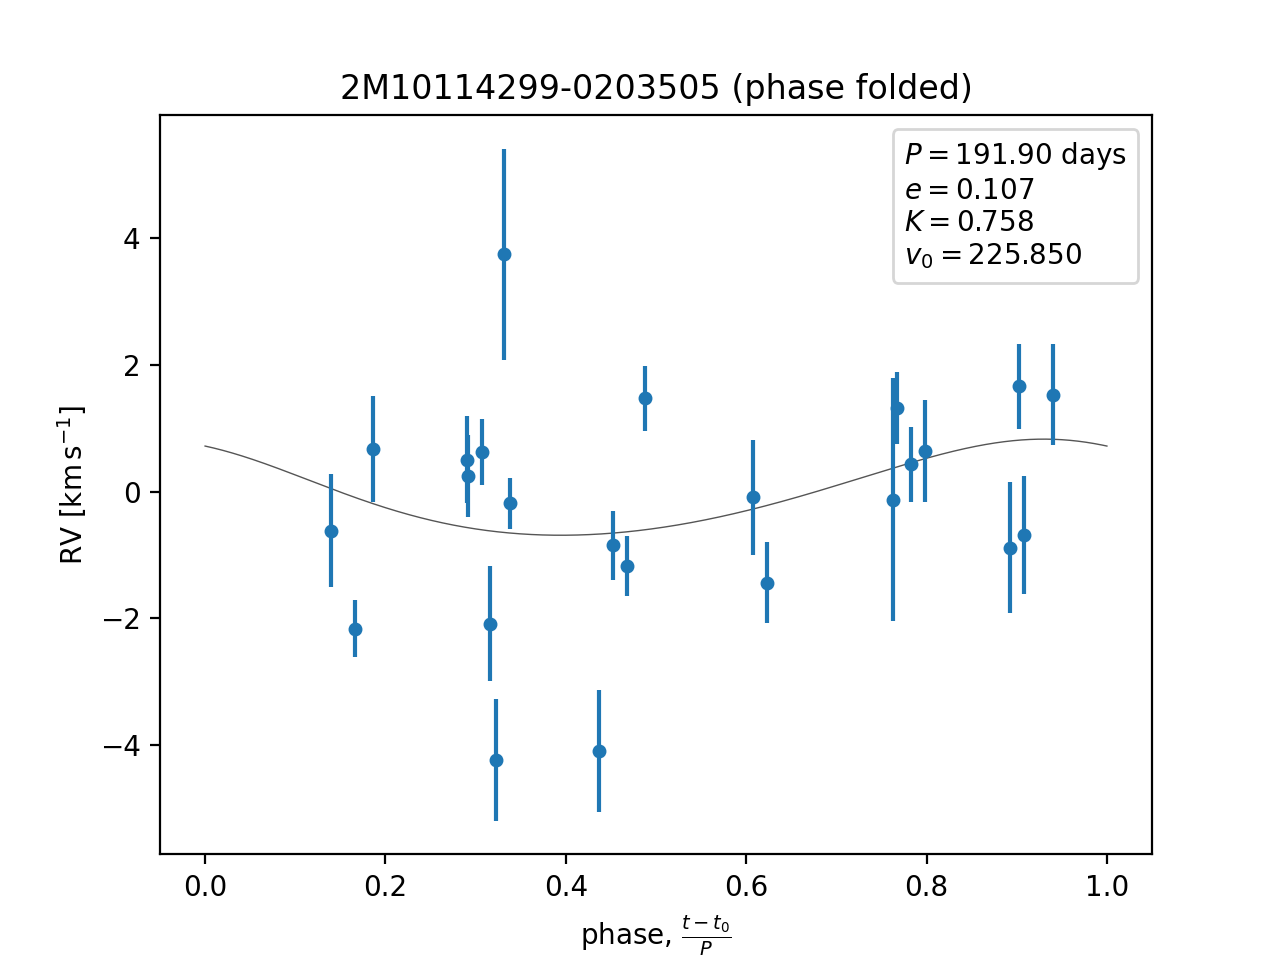 2M10114299-0203505 (phase folded)
P = 191.90 days
e = 0.107
K = 0.758
v₀ = 225.850
RV [km s⁻¹]
4
2
0
−2
−4
0.0 0.2 0.4 0.6 0.8 1.0
phase, (t − t₀)/P